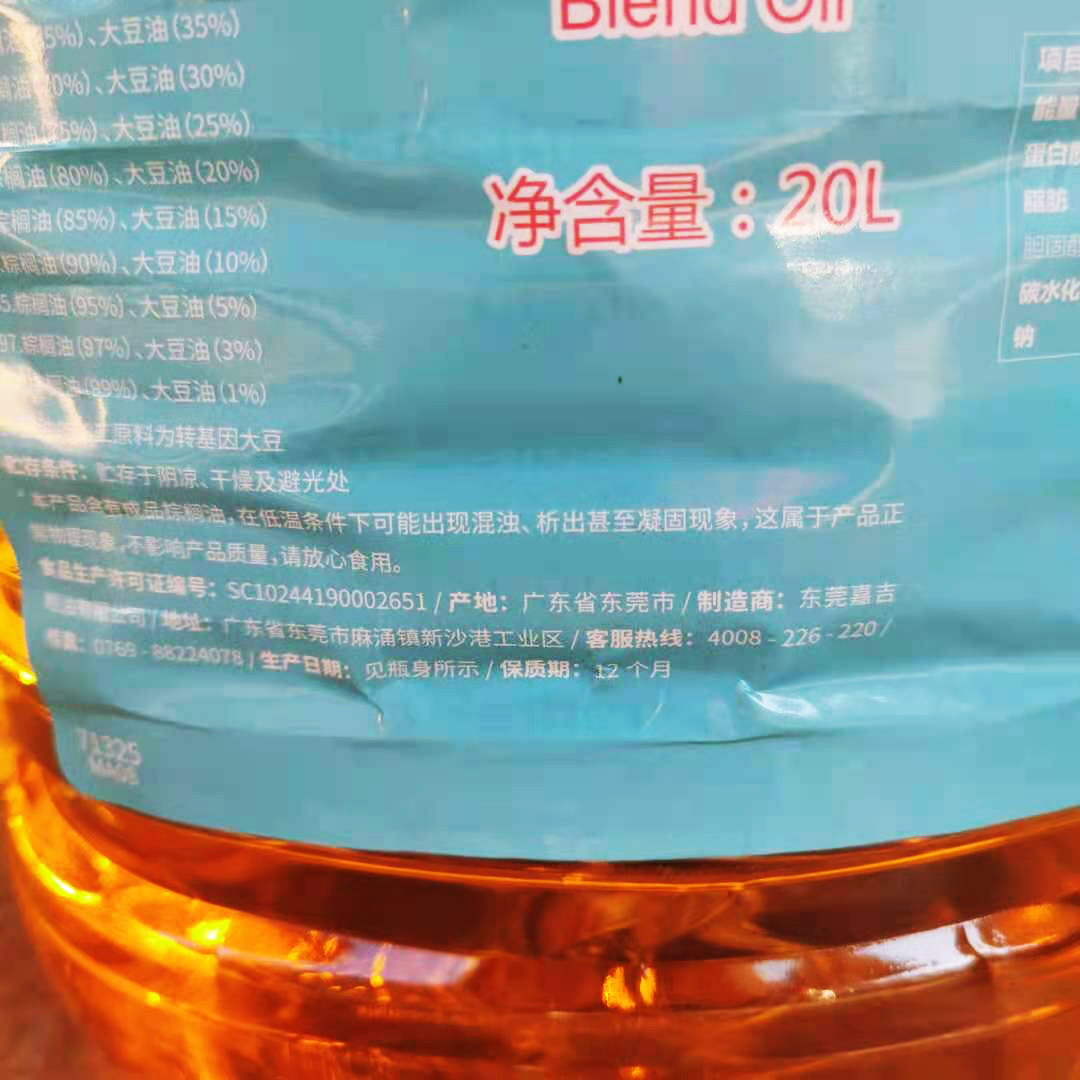 Blend Oil
净含量：20L
5%)、大豆油(35%)
0%)、大豆油(30%)
5%)、大豆油(25%)
棕榈油(80%)、大豆油(20%)
棕榈油(85%)、大豆油(15%)
棕榈油(90%)、大豆油(10%)
95.棕榈油(95%)、大豆油(5%)
97.棕榈油(97%)、大豆油(3%)
油(99%)、大豆油(1%)
原料为转基因大豆
贮存条件：贮存于阴凉、干燥及避光处
本产品含有或品棕榈油，在低温条件下可能出现混浊、析出甚至凝固现象，这属于产品正
常物理现象，不影响产品质量，请放心食用。
食品生产许可证编号：SC10244190002651 / 产地：广东省东莞市 / 制造商：东莞嘉吉
公司 / 地址：广东省东莞市麻涌镇新沙港工业区 / 客服热线：4008-226-220 /
0769-88224078 / 生产日期：见瓶身所示 / 保质期：12个月
71325
MA05
项目
能量
蛋白
脂肪
胆固醇
碳水化
钠